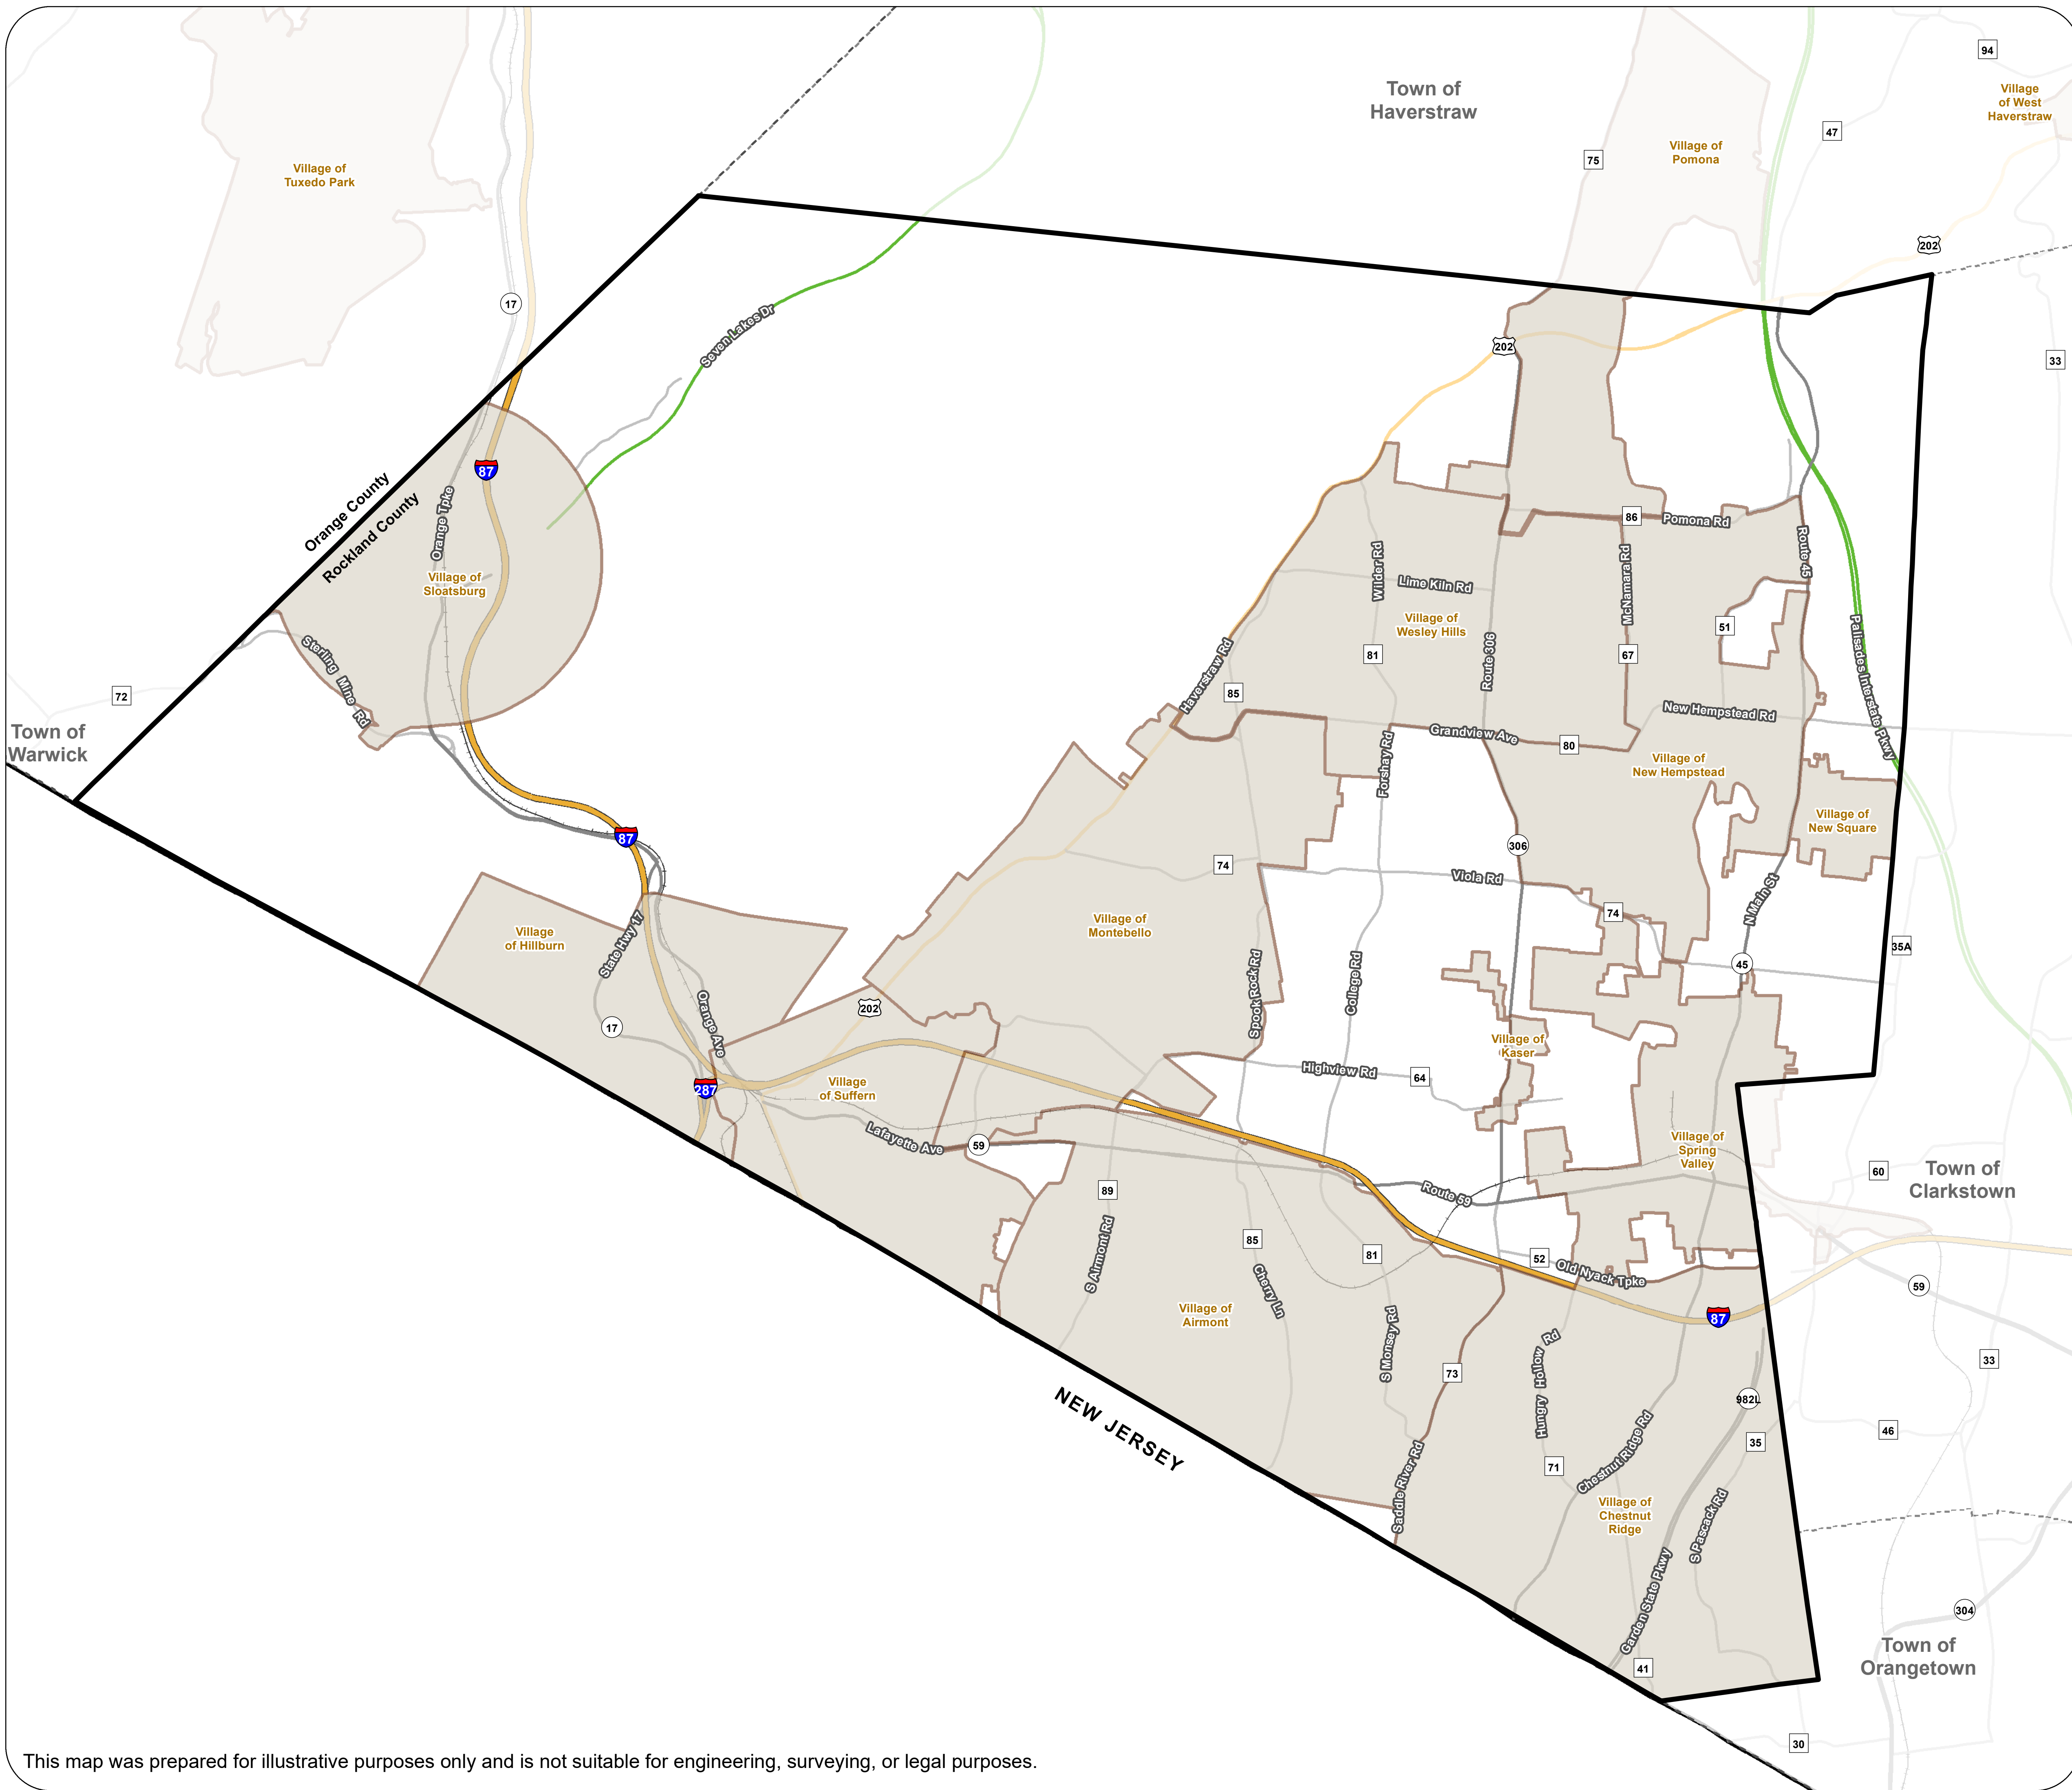 94
Village
of West
Haverstraw
Town of
Haverstraw
47
Village of
Pomona
75
Village of
Tuxedo Park
202
17
202
33
Seven Lakes Dr
87
Orange County
Rockland County
Orange Tpke
86
Pomona Rd
Route 45
Wilder Rd
McNamara Rd
Lime Kiln Rd
Village of
Sloatsburg
Village of
Wesley Hills
51
Sterling Mine Rd
Haverstraw Rd
81
Route 306
67
Palisades Interstate Pkwy
72
85
New Hempstead Rd
Town of
Warwick
Grandview Ave
80
Forshay Rd
Village of
New Hempstead
Village of
New Square
87
306
74
Viola Rd
74
N Main St
Village
of Hillburn
State Hwy 17
Village of
Montebello
35A
45
Spook Rock Rd
College Rd
202
17
Orange Ave
Village of
Kaser
Highview Rd
64
287
Village
of Suffern
Lafayette Ave
59
Village of
Spring
Valley
60
Town of
Clarkstown
89
Route 59
S Airmont Rd
85
81
52
Old Nyack Tpke
Cherry Ln
59
Village of
Airmont
87
S Monsey Rd
Hungry Hollow Rd
33
73
982L
NEW JERSEY
46
35
Chestnut Ridge Rd
71
Saddle River Rd
Village of
Chestnut
Ridge
S Pascack Rd
Garden State Pkwy
304
Town of
Orangetown
41
30
This map was prepared for illustrative purposes only and is not suitable for engineering, surveying, or legal purposes.